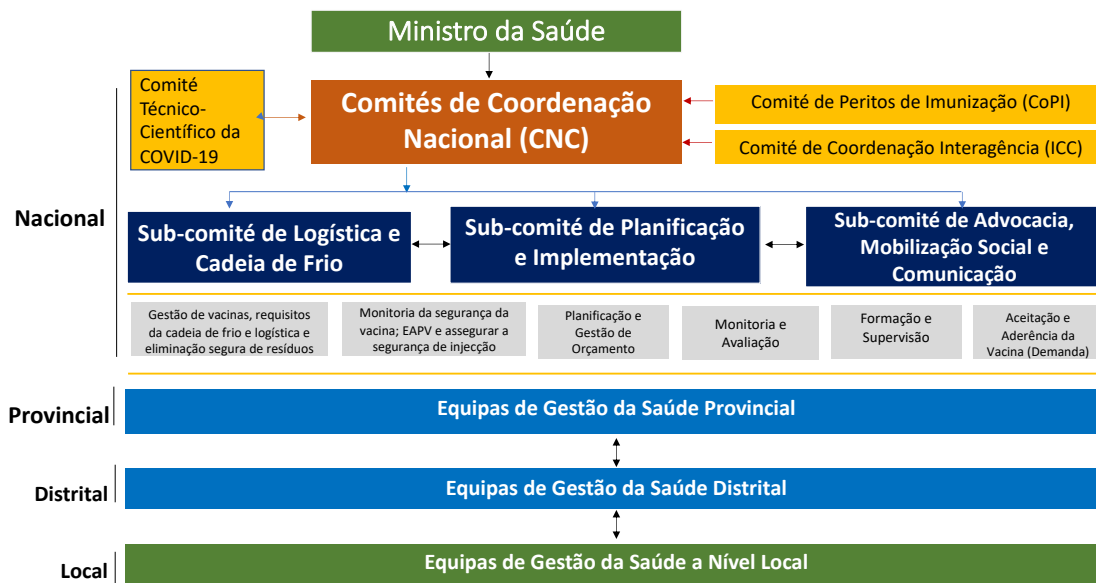 Ministro da Saúde
Comité
Técnico-
Científico da
COVID-19
Comités de Coordenação
Nacional (CNC)
Comité de Peritos de Imunização (CoPI)
Comité de Coordenação Interagência (ICC)
Nacional
Sub-comité de Logística e
Cadeia de Frio
Sub-comité de Planificação
e Implementação
Sub-comité de Advocacia,
Mobilização Social e
Comunicação
Gestão de vacinas, requisitos
da cadeia de frio e logística e
eliminação segura de resíduos
Monitoria da segurança da
vacina; EAPV e assegurar a
segurança de injecção
Planificação e
Gestão de
Orçamento
Monitoria e
Avaliação
Formação e
Supervisão
Aceitação e
Aderência da
Vacina (Demanda)
Provincial
Equipas de Gestão da Saúde Provincial
Distrital
Equipas de Gestão da Saúde Distrital
Local
Equipas de Gestão da Saúde a Nível Local